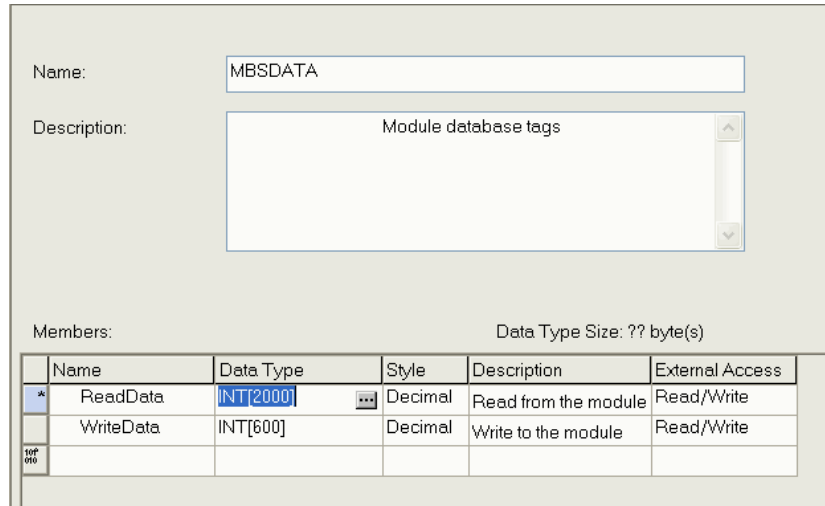 Name: MBSDATA
Description: Module database tags
Members: Data Type Size: ?? byte(s)
Name Data Type Style Description External Access
* ReadData INT[2000] ... Decimal Read from the module Read/Write
WriteData INT[600] Decimal Write to the module Read/Write